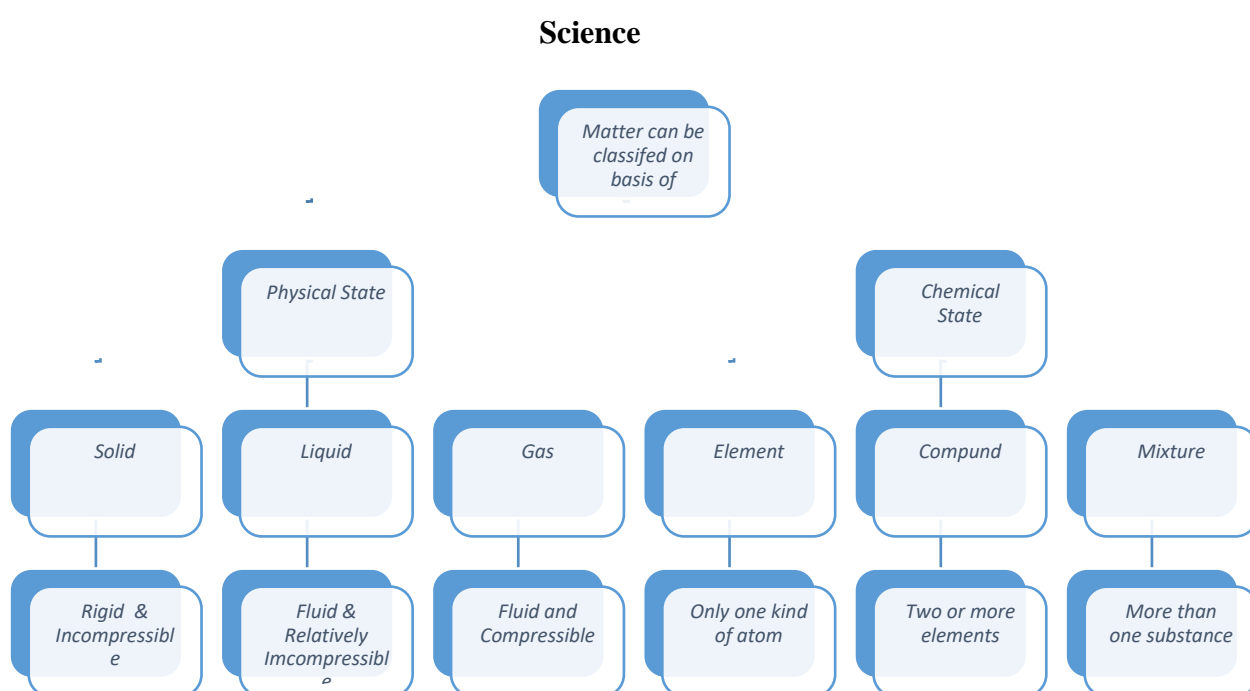 Science
Matter can be
classifed on
basis of
Physical State
Chemical
State
Solid
Liquid
Gas
Element
Compund
Mixture
Rigid &
Incompressibl
e
Fluid &
Relatively
Imcompressibl
e
Fluid and
Compressible
Only one kind
of atom
Two or more
elements
More than
one substance